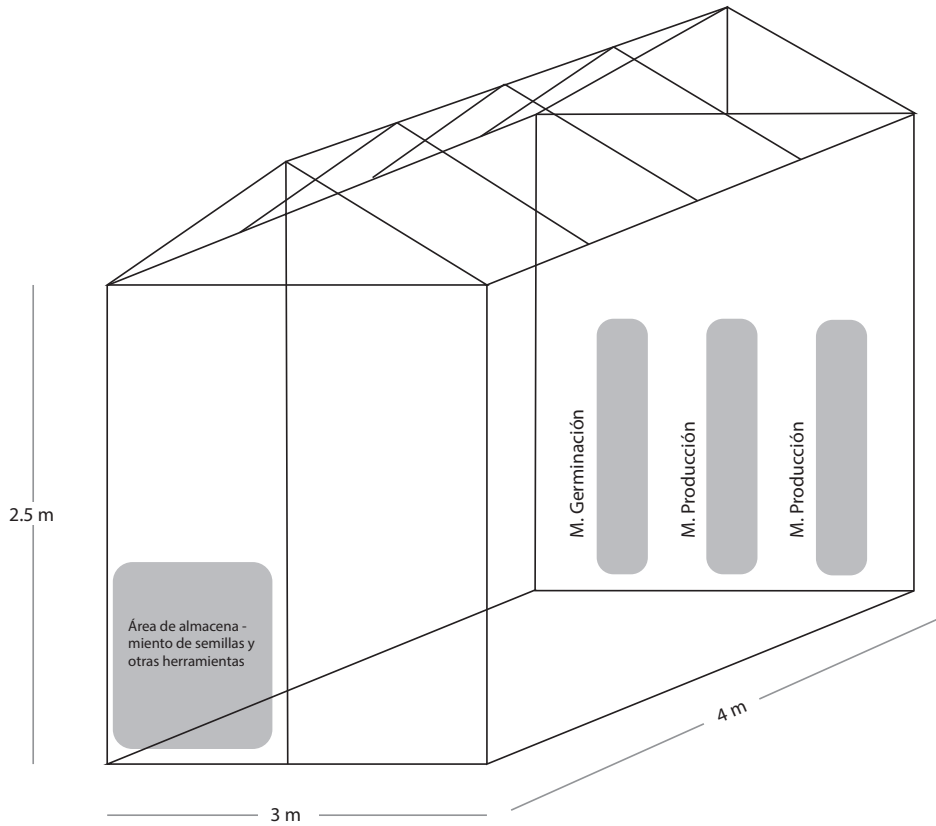 2.5 m
M. Germinación
M. Producción
M. Producción
Área de almacena -
miento de semillas y
otras herramientas
4 m
3 m